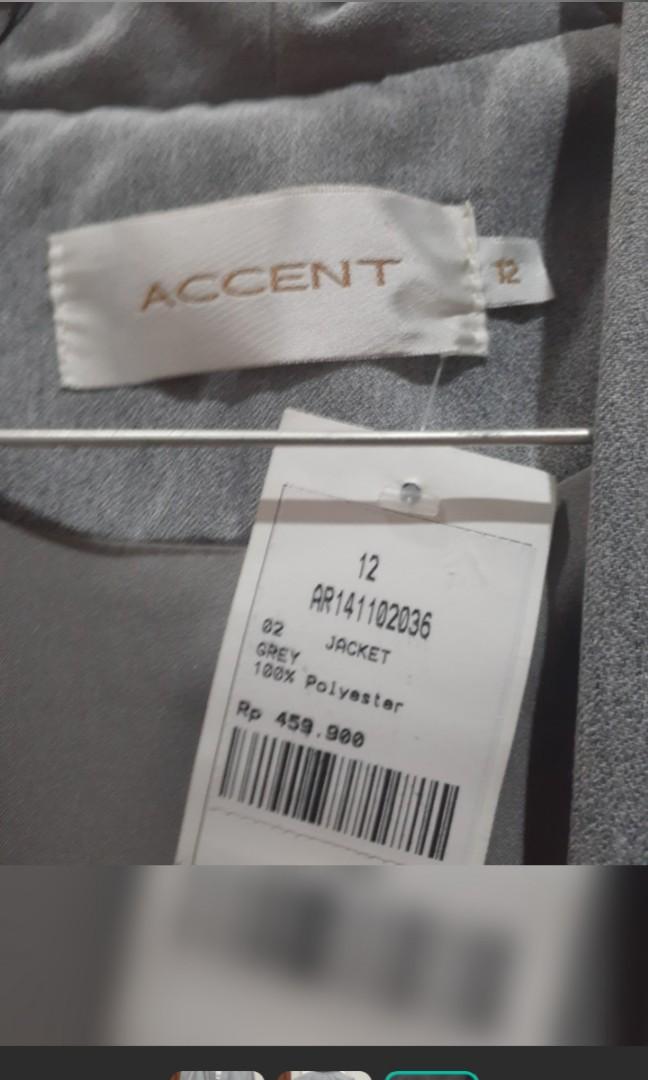 ACCENT
12
12
AR141102036
02 JACKET
GREY
100% Polyester
Rp 459.900